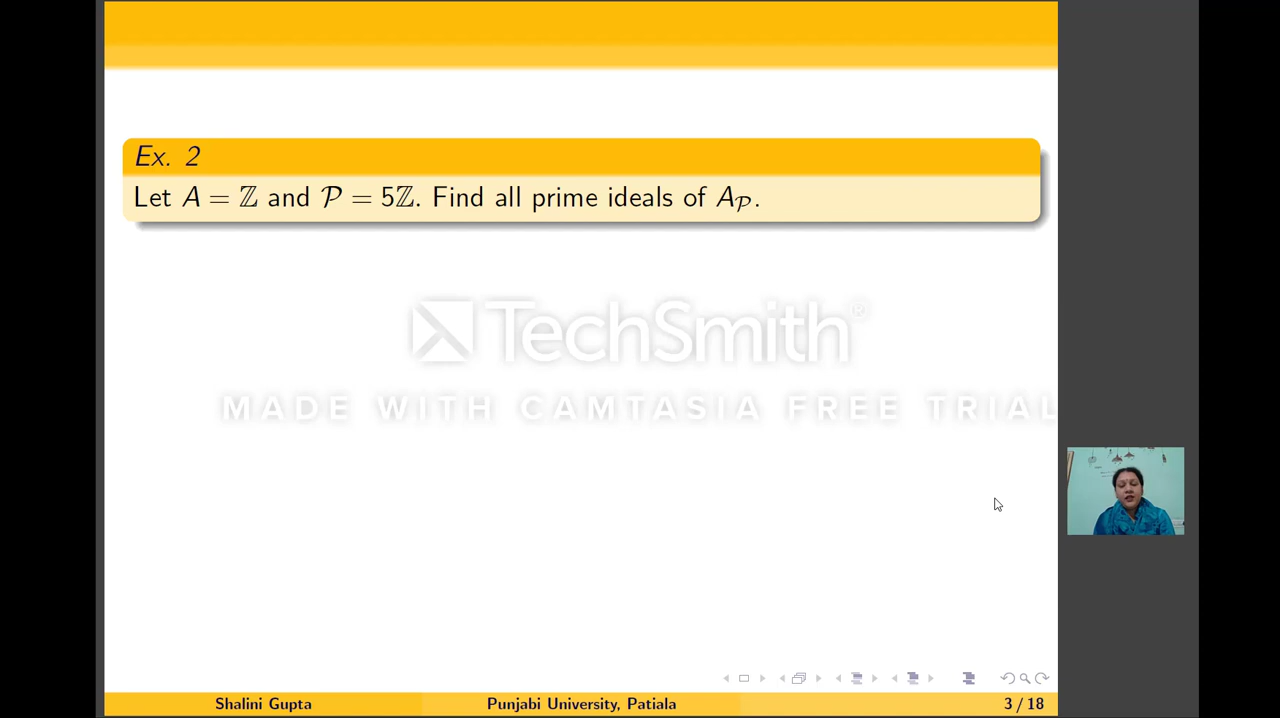 Ex. 2
Let A = ℤ and 𝒫 = 5ℤ. Find all prime ideals of A𝒫.
TechSmith®
MADE WITH CAMTASIA FREE TRIAL
Shalini Gupta Punjabi University, Patiala 3 / 18